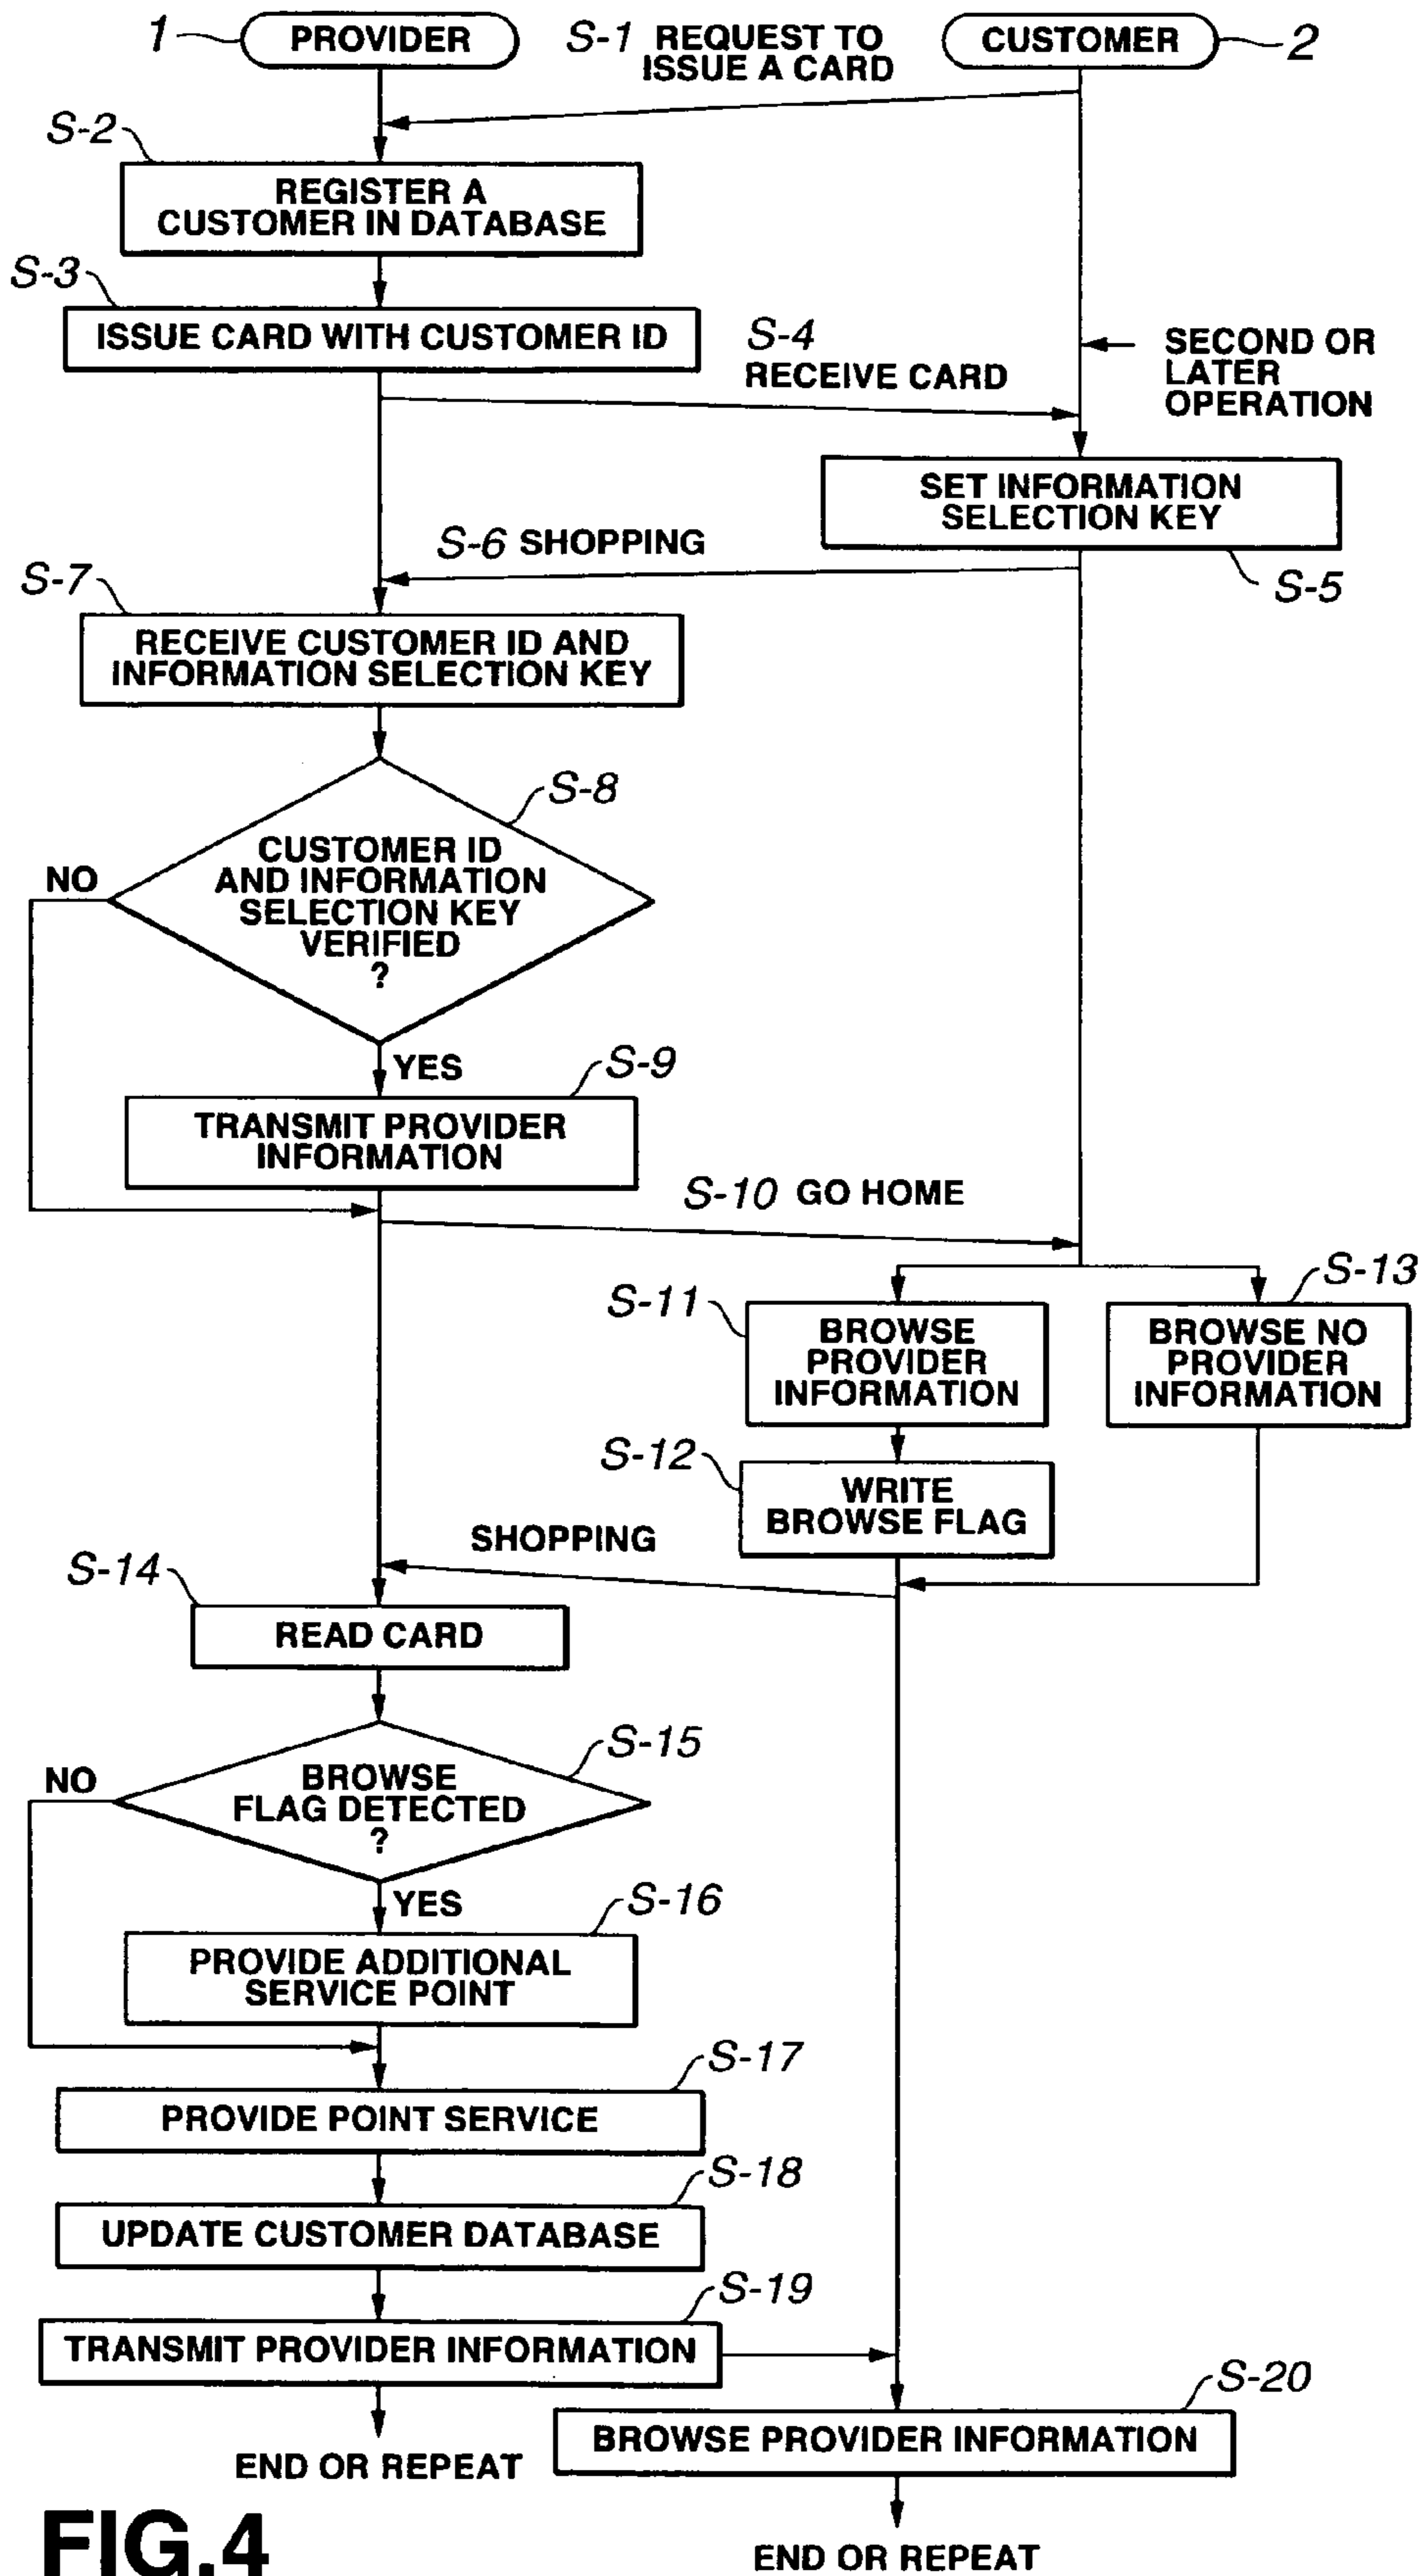 1
PROVIDER
S-1 REQUEST TO
ISSUE A CARD
CUSTOMER
2
S-2
REGISTER A
CUSTOMER IN DATABASE
S-3
ISSUE CARD WITH CUSTOMER ID
S-4
RECEIVE CARD
SECOND OR
LATER
OPERATION
SET INFORMATION
SELECTION KEY
S-5
S-6 SHOPPING
S-7
RECEIVE CUSTOMER ID AND
INFORMATION SELECTION KEY
S-8
CUSTOMER ID
AND INFORMATION
SELECTION KEY
VERIFIED
?
NO
YES
S-9
TRANSMIT PROVIDER
INFORMATION
S-10 GO HOME
S-11
BROWSE
PROVIDER
INFORMATION
S-13
BROWSE NO
PROVIDER
INFORMATION
S-12
WRITE
BROWSE FLAG
SHOPPING
S-14
READ CARD
S-15
BROWSE
FLAG DETECTED
?
NO
YES
S-16
PROVIDE ADDITIONAL
SERVICE POINT
S-17
PROVIDE POINT SERVICE
S-18
UPDATE CUSTOMER DATABASE
S-19
TRANSMIT PROVIDER INFORMATION
S-20
BROWSE PROVIDER INFORMATION
END OR REPEAT
END OR REPEAT
FIG.4